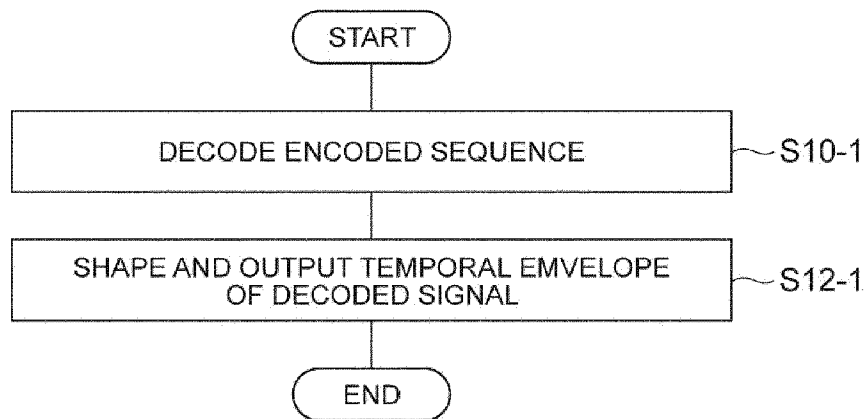 START
DECODE ENCODED SEQUENCE
S10-1
SHAPE AND OUTPUT TEMPORAL EMVELOPE
OF DECODED SIGNAL
S12-1
END